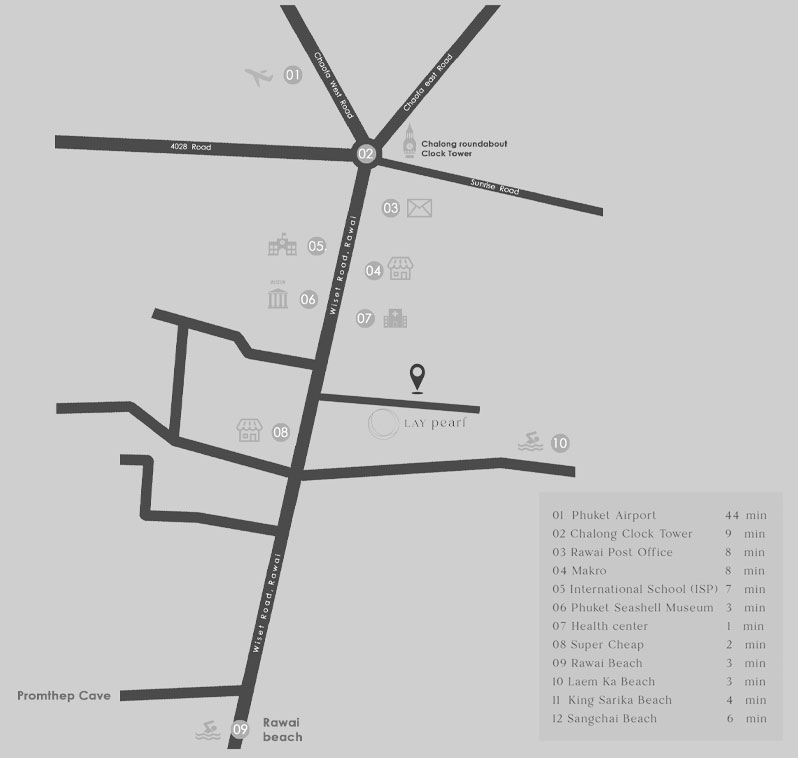 01
Chaofa west Road
Chaofa east Road
02
Chalong roundabout
Clock Tower
4028 Road
Sunrise Road
03
Wiset Road, Rawai
05.
04
06
07
LAY pearl
08
10
01 Phuket Airport 44 min
02 Chalong Clock Tower 9 min
03 Rawai Post Office 8 min
04 Makro 8 min
05 International School (ISP) 7 min
06 Phuket Seashell Museum 3 min
07 Health center 1 min
08 Super Cheap 2 min
09 Rawai Beach 3 min
10 Laem Ka Beach 3 min
11 King Sarika Beach 4 min
12 Sangchai Beach 6 min
Wiset Road, Rawai
Promthep Cave
09
Rawai
beach